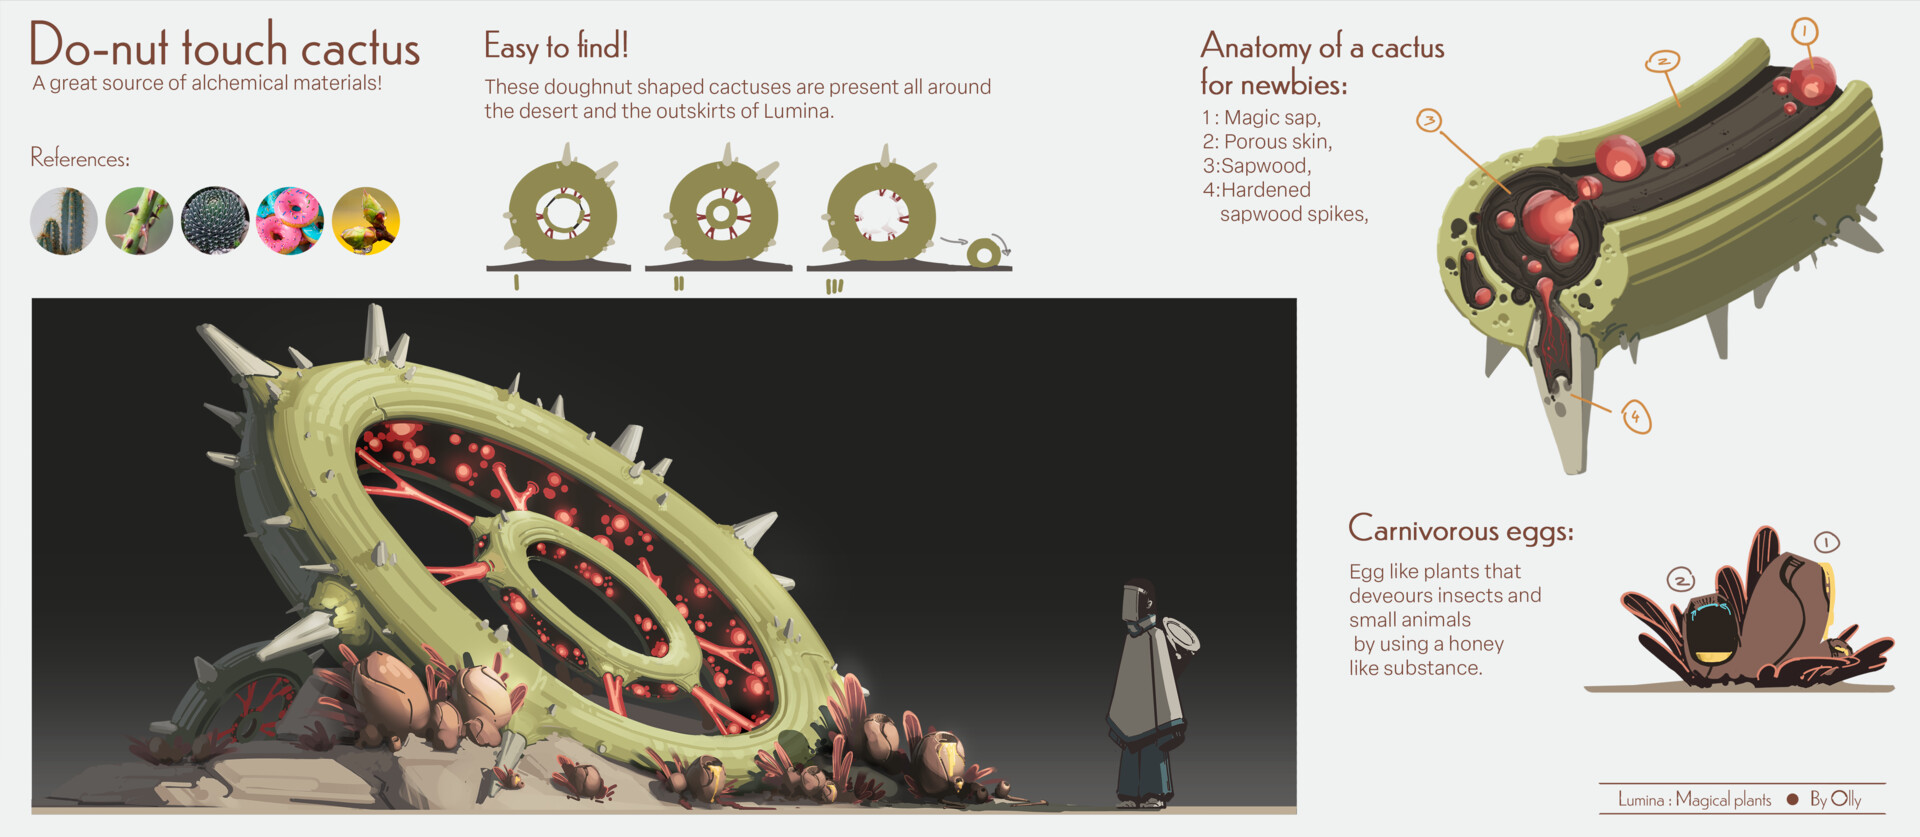 Do-nut touch cactus
A great source of alchemical materials!
References:
Easy to find!
These doughnut shaped cactuses are present all around
the desert and the outskirts of Lumina.
I
II
III
Anatomy of a cactus
for newbies:
1 : Magic sap,
2: Porous skin,
3:Sapwood,
4:Hardened
sapwood spikes,
1
2
3
4
Carnivorous eggs:
Egg like plants that
deveours insects and
small animals
by using a honey
like substance.
1
2
Lumina : Magical plants ● By Olly